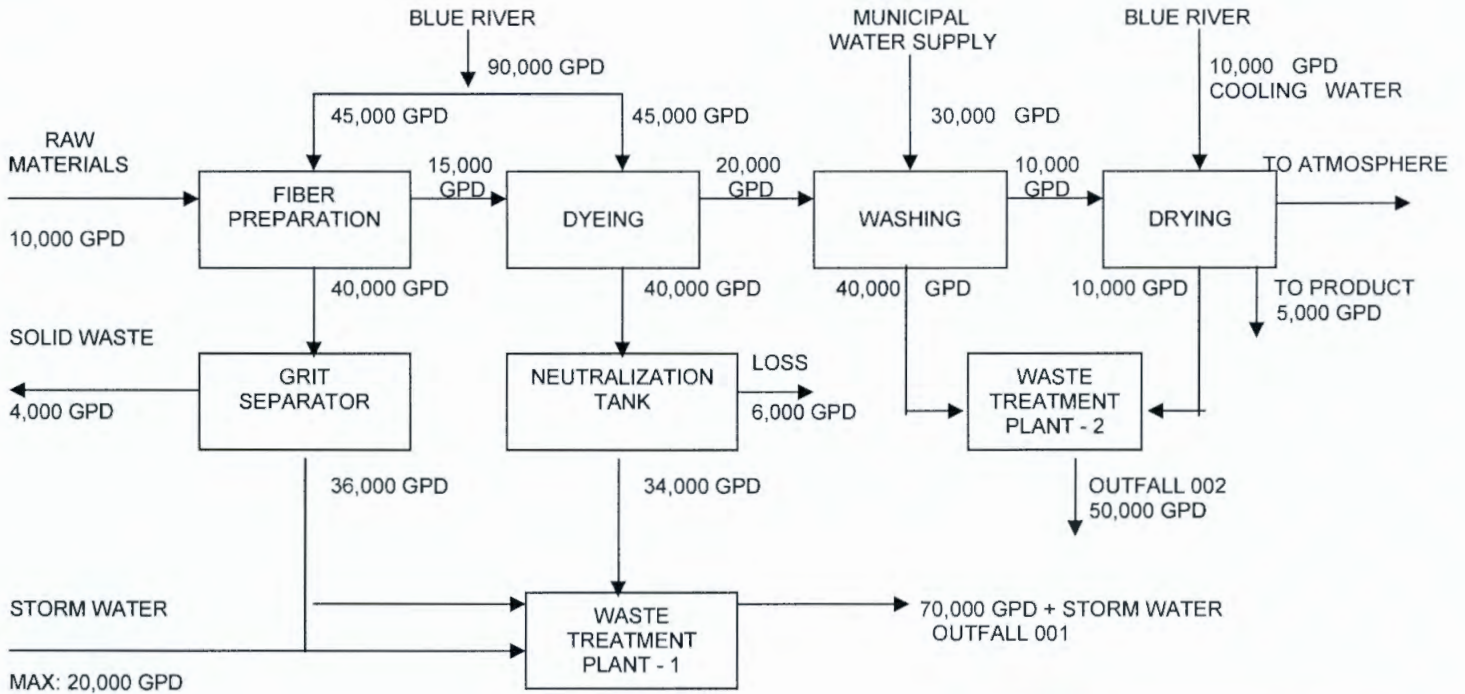 BLUE RIVER
90,000 GPD
MUNICIPAL
WATER SUPPLY
BLUE RIVER
10,000 GPD
COOLING WATER
45,000 GPD
45,000 GPD
30,000 GPD
RAW
MATERIALS
10,000 GPD
FIBER
PREPARATION
15,000
GPD
DYEING
20,000
GPD
WASHING
10,000
GPD
DRYING
TO ATMOSPHERE
40,000 GPD
40,000 GPD
40,000 GPD
10,000 GPD
TO PRODUCT
5,000 GPD
SOLID WASTE
4,000 GPD
GRIT
SEPARATOR
NEUTRALIZATION
TANK
LOSS
6,000 GPD
WASTE
TREATMENT
PLANT - 2
36,000 GPD
34,000 GPD
OUTFALL 002
50,000 GPD
STORM WATER
MAX: 20,000 GPD
WASTE
TREATMENT
PLANT - 1
70,000 GPD + STORM WATER
OUTFALL 001